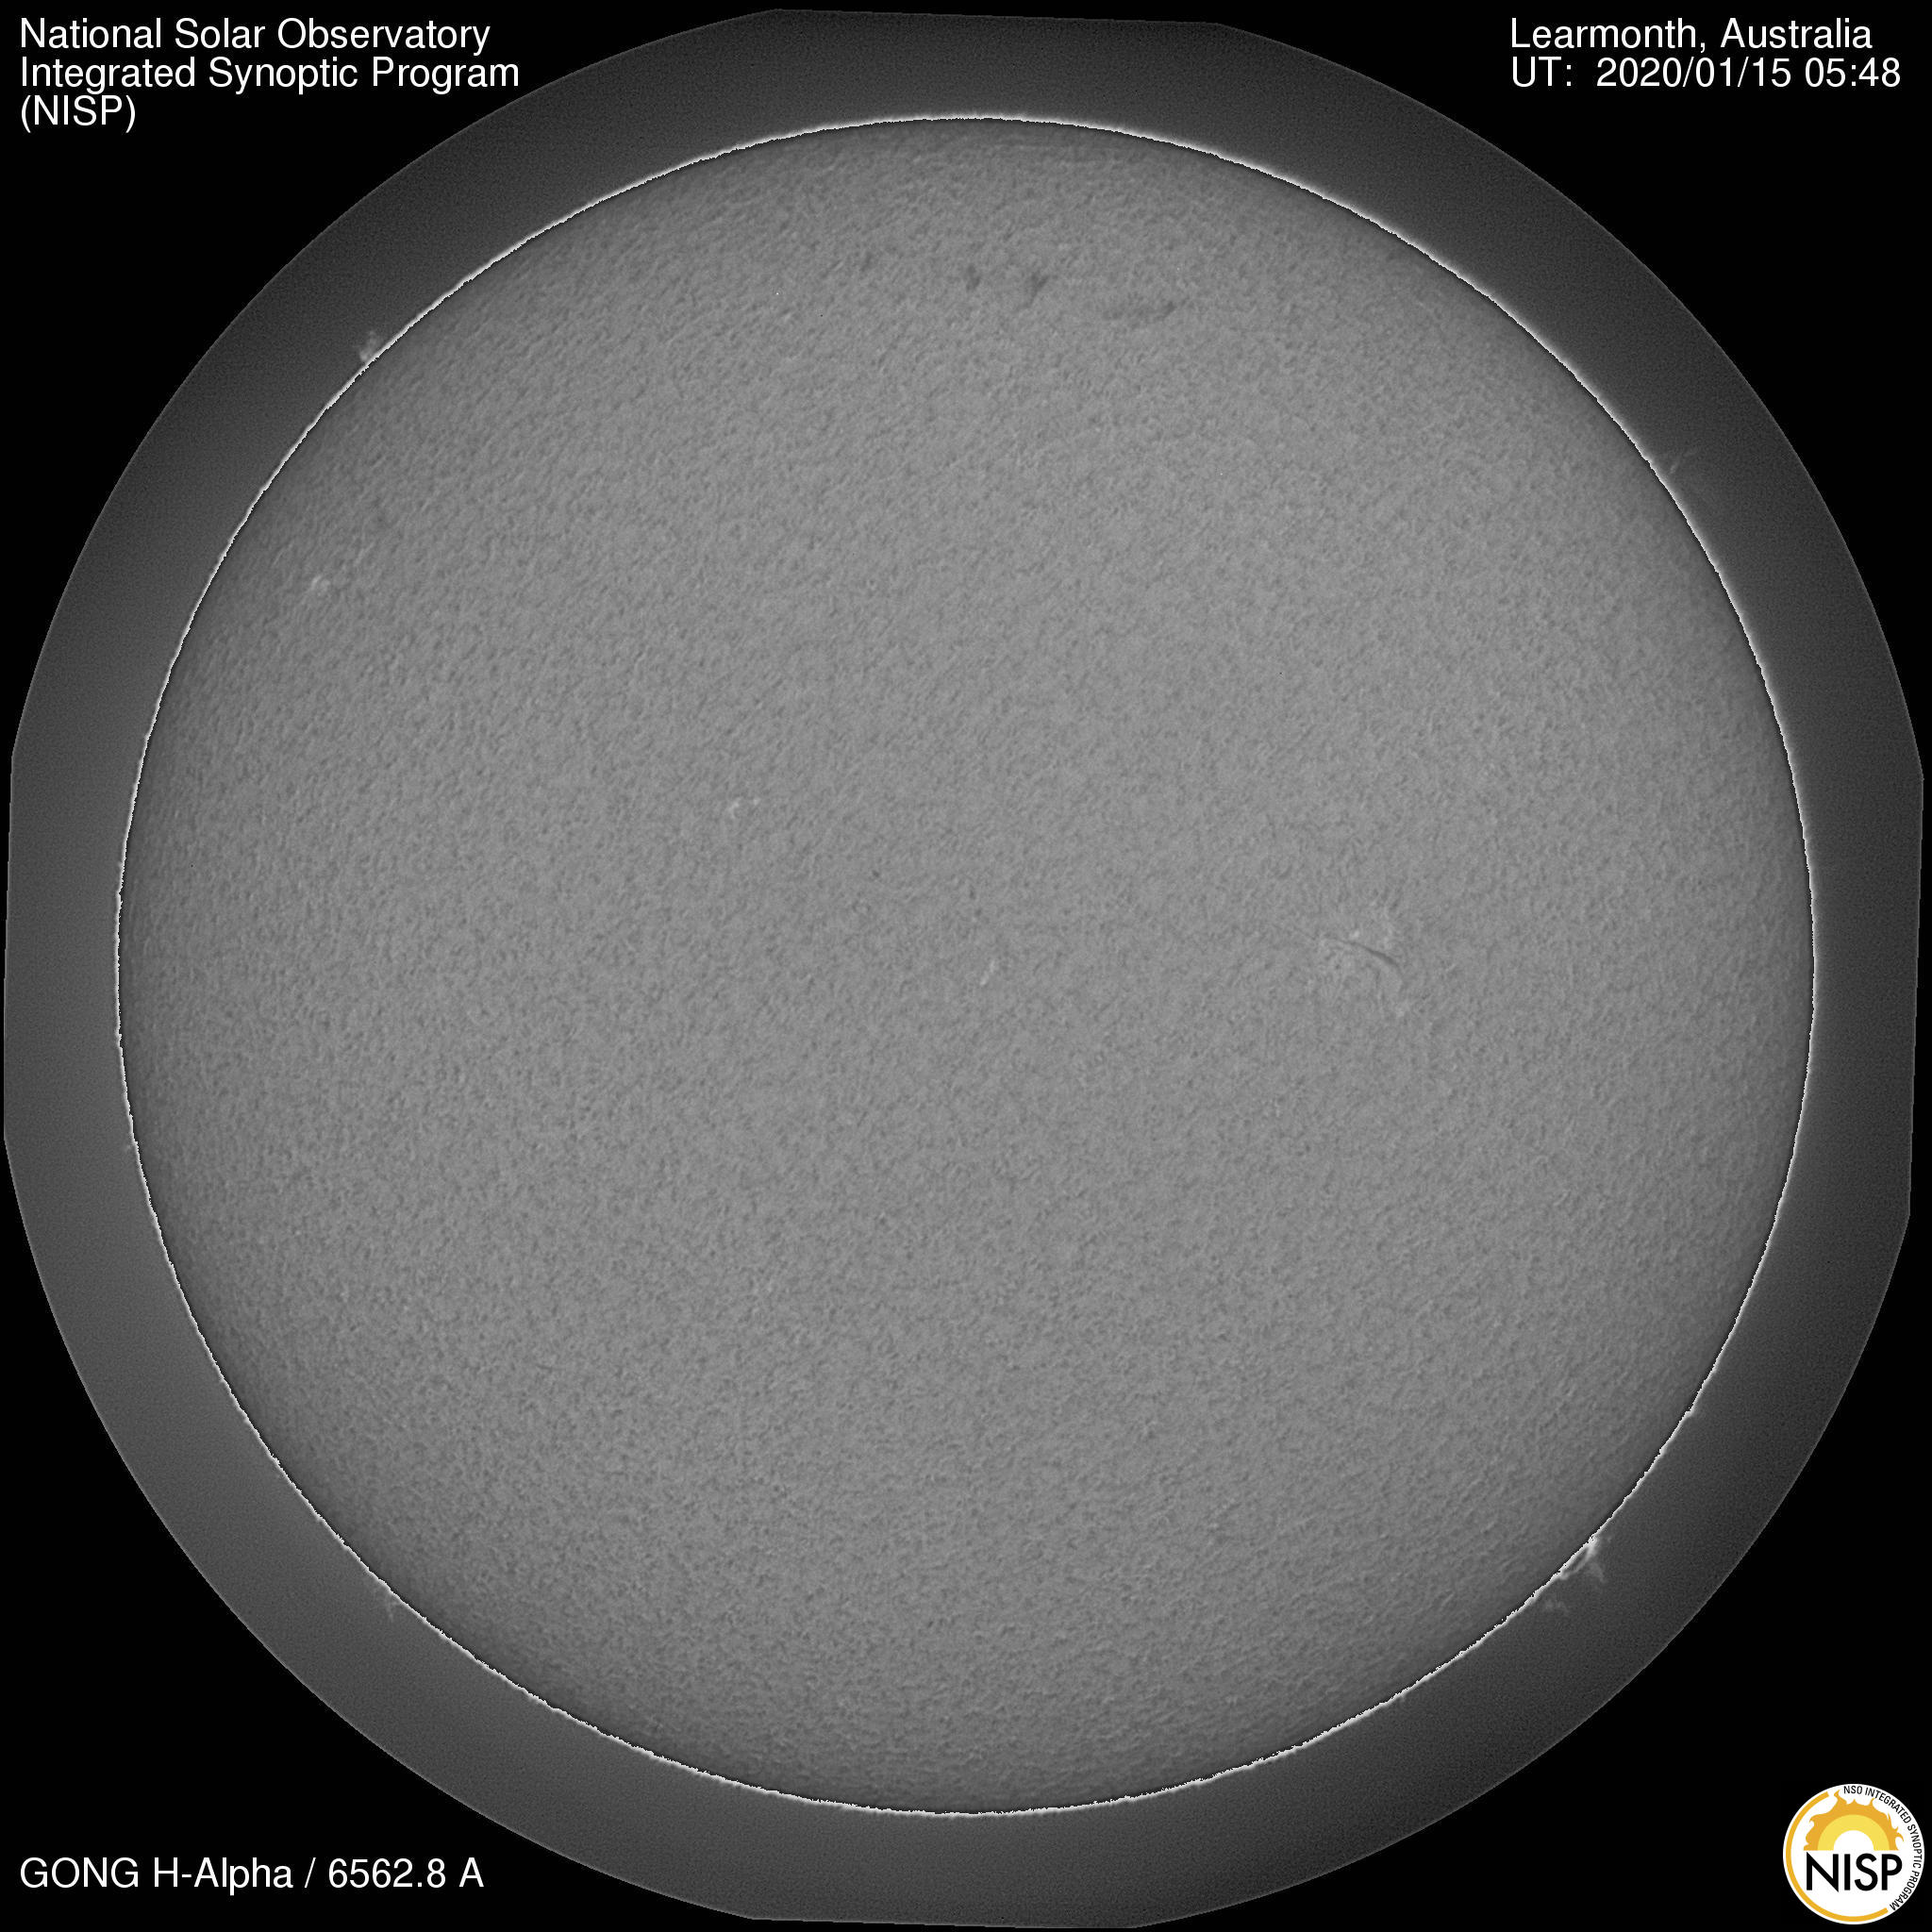 National Solar Observatory
Integrated Synoptic Program
(NISP)
Learmonth, Australia
UT: 2020/01/15 05:48
GONG H-Alpha / 6562.8 A
NSO INTEGRATED SYNOPTIC PROGRAM
NISP